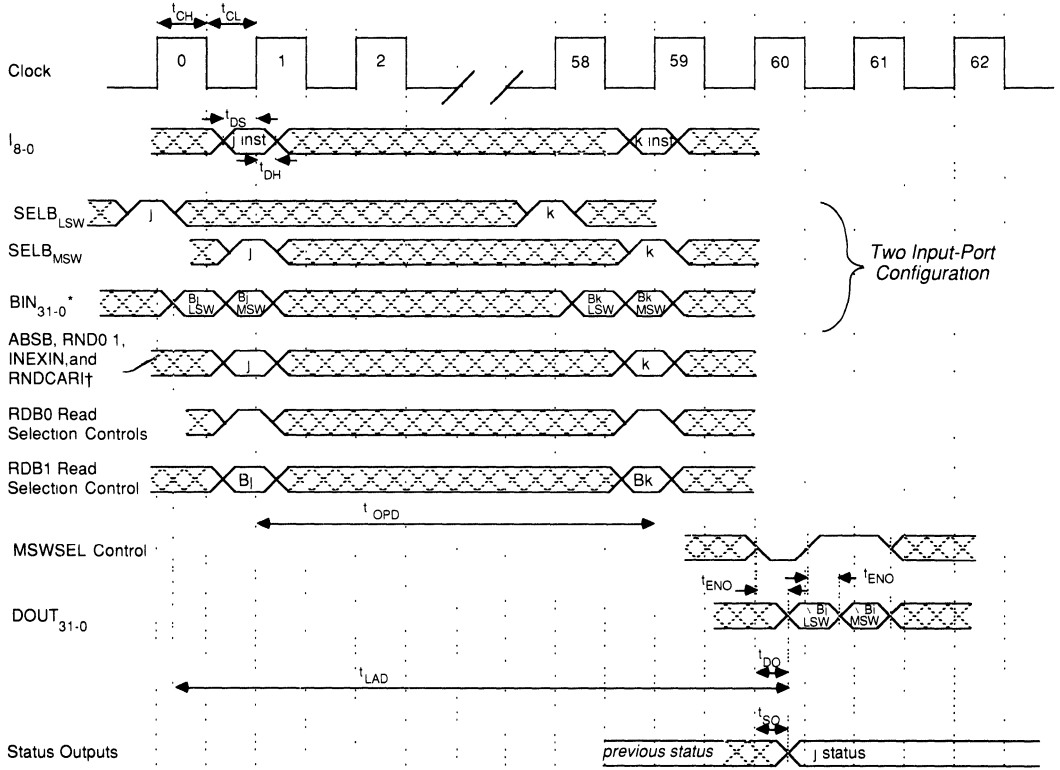 tCH tCL
Clock 0 1 2 58 59 60 61 62
tDS
I8-0 j inst k inst
tDH
SELBLSW j k
SELBMSW j k
Two Input-Port
Configuration
BIN31-0* Bj LSW Bj MSW Bk LSW Bk MSW
ABSB, RND0 1,
INEXIN,and
RNDCARI† j k
RDB0 Read
Selection Controls
RDB1 Read
Selection Control Bj Bk
tOPD
MSWSEL Control
tENO tENO
DOUT31-0 Bj LSW Bj MSW
tDO
tLAD
tSO
Status Outputs previous status j status